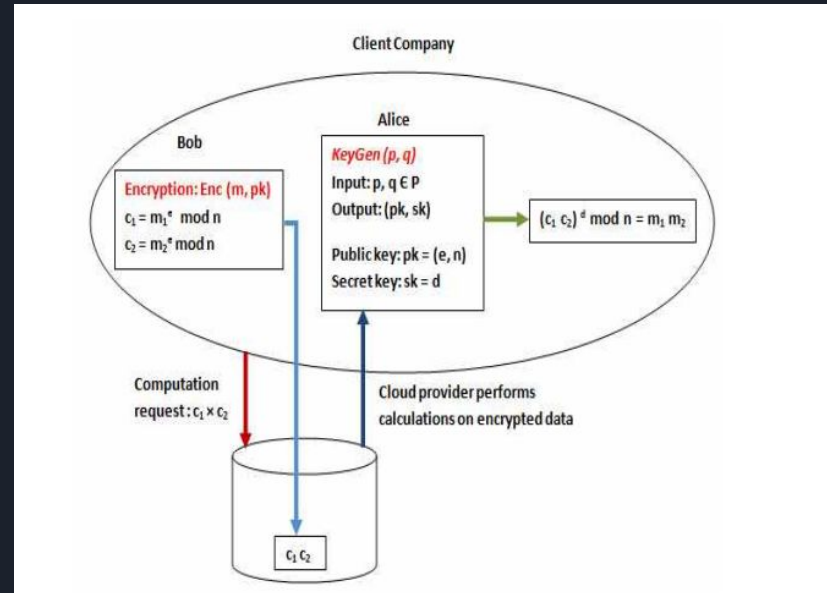 Client Company
Bob
Encryption: Enc (m, pk)
c₁ = m₁ᵉ mod n
c₂ = m₂ᵉ mod n
Alice
KeyGen (p, q)
Input: p, q ∈ P
Output: (pk, sk)
Public key: pk = (e, n)
Secret key: sk = d
(c₁ c₂) ᵈ mod n = m₁ m₂
Computation
request: c₁ × c₂
Cloud provider performs
calculations on encrypted data
c₁ c₂